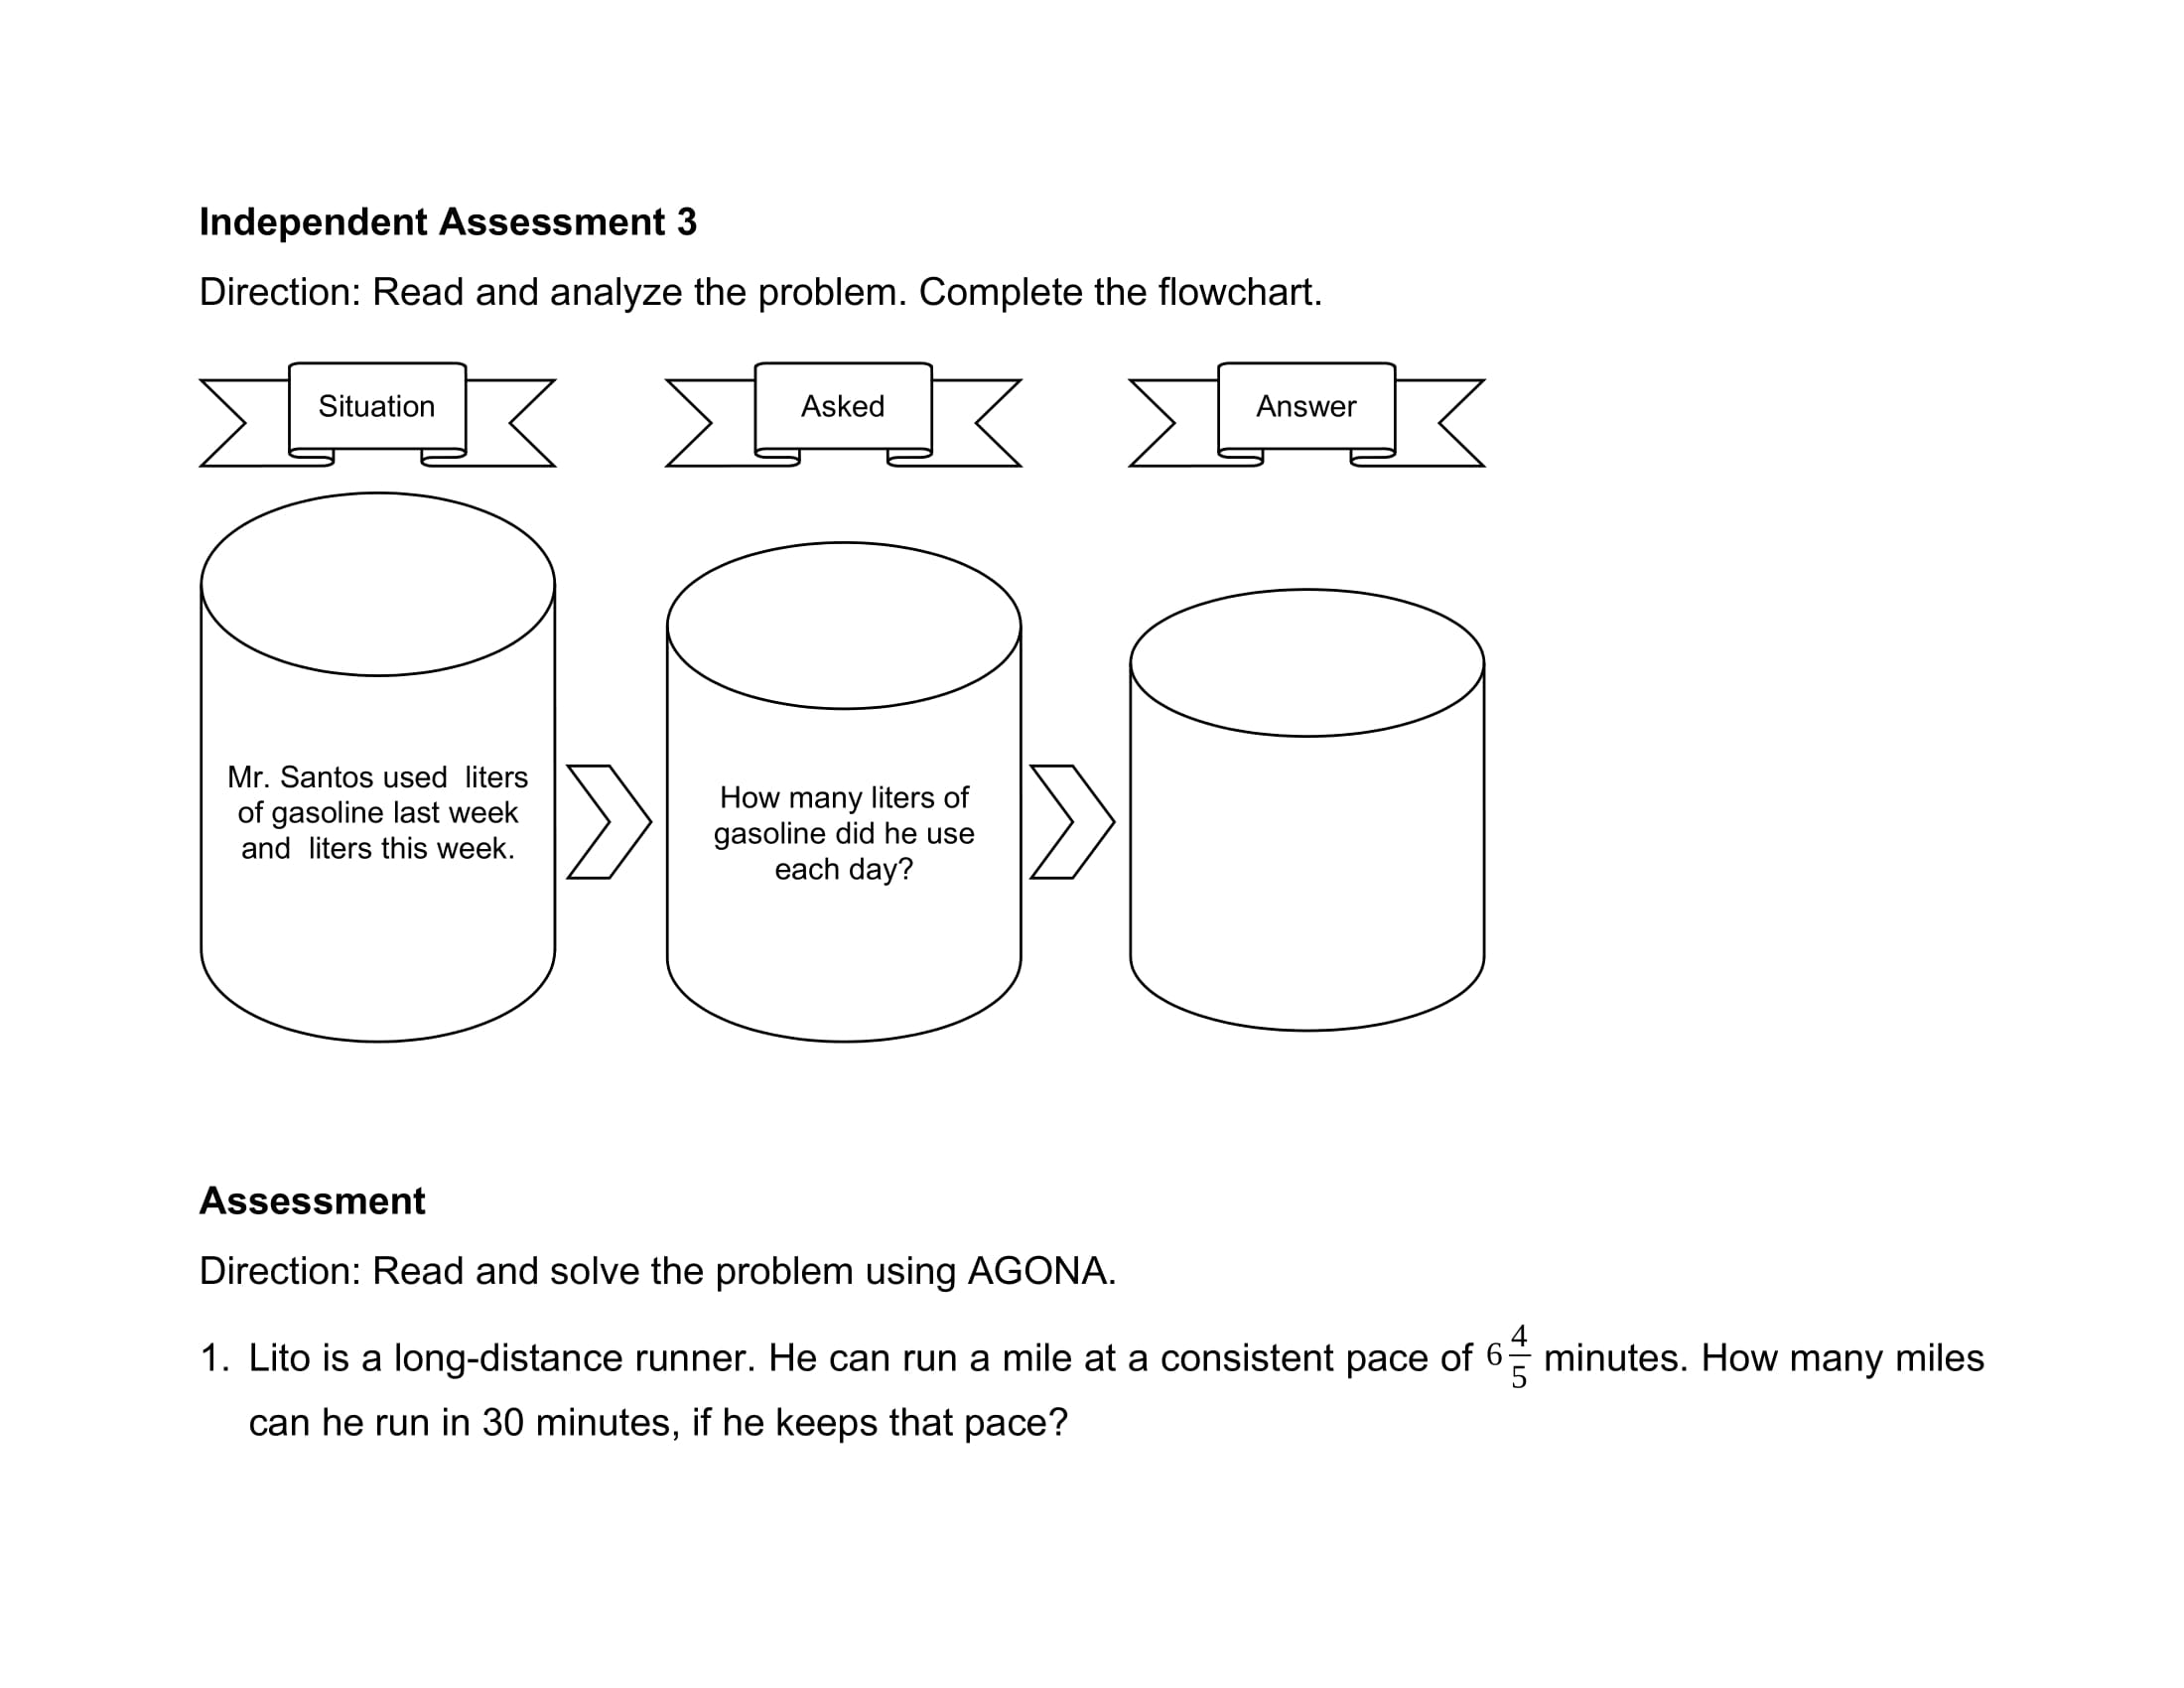 Independent Assessment 3
Direction: Read and analyze the problem. Complete the flowchart.
Situation
Asked
Answer
Mr. Santos used  liters
of gasoline last week
and  liters this week.
How many liters of
gasoline did he use
each day?
Assessment
Direction: Read and solve the problem using AGONA.
1. Lito is a long-distance runner. He can run a mile at a consistent pace of 6 4/5 minutes. How many miles
can he run in 30 minutes, if he keeps that pace?